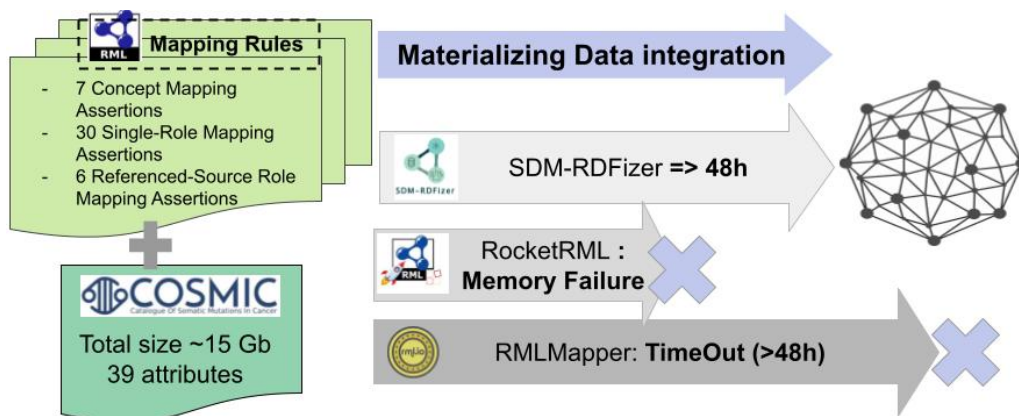 RML
Mapping Rules
- 7 Concept Mapping
Assertions
- 30 Single-Role Mapping
Assertions
- 6 Referenced-Source Role
Mapping Assertions
COSMIC
Catalogue Of Somatic Mutations In Cancer
Total size ~15 Gb
39 attributes
Materializing Data integration
SDM-RDFizer
SDM-RDFizer => 48h
RML
RocketRML :
Memory Failure
rml.io
RMLMapper: TimeOut (>48h)